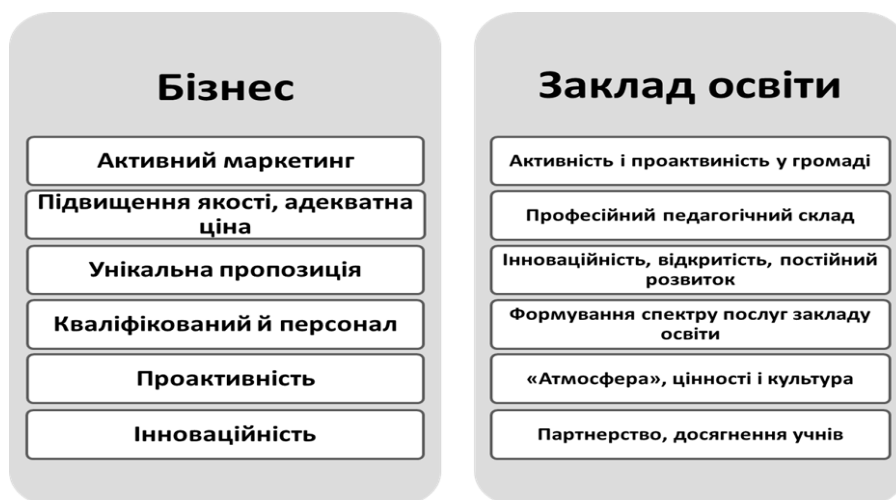 Бізнес
Активний маркетинг
Підвищення якості, адекватна
ціна
Унікальна пропозиція
Кваліфікований й персонал
Проактивність
Інноваційність
Заклад освіти
Активність і проактвиність у громаді
Професійний педагогічний склад
Інноваційність, відкритість, постійний
розвиток
Формування спектру послуг закладу
освіти
«Атмосфера», цінності і культура
Партнерство, досягнення учнів